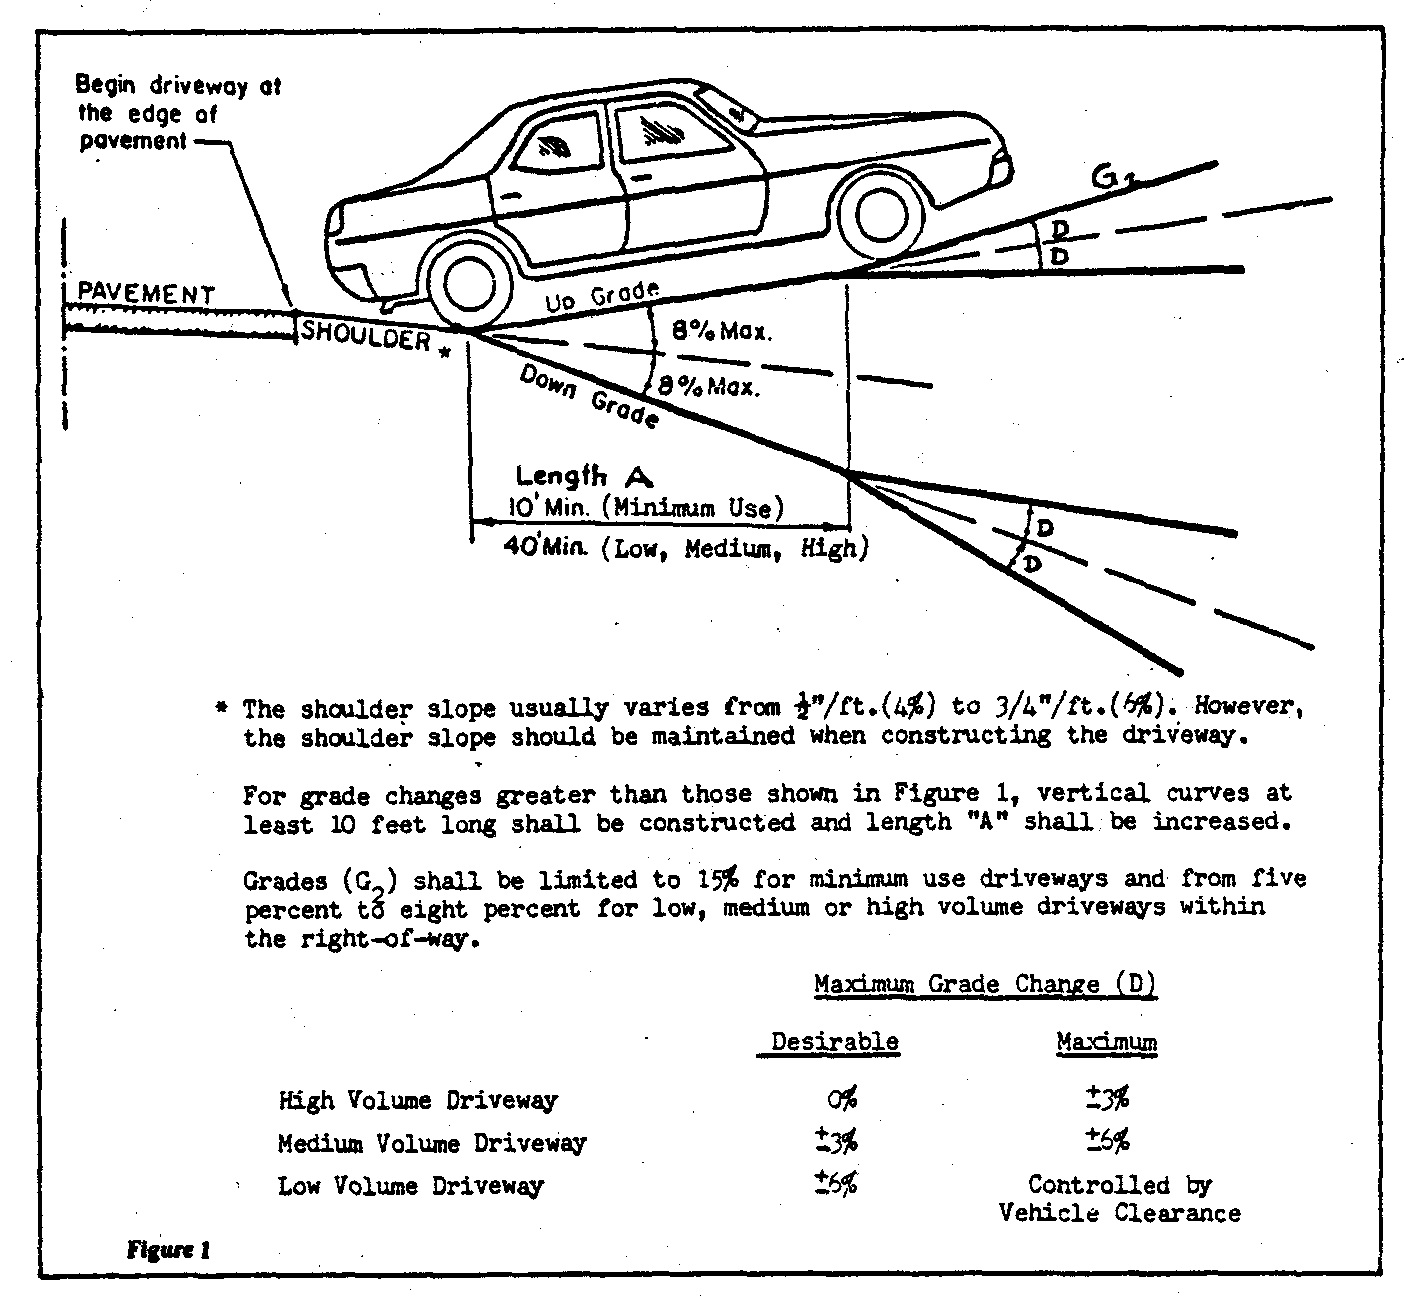 Begin driveway at
the edge of
pavement
PAVEMENT
SHOULDER *
Up Grade
8% Max.
8% Max.
Down Grade
G₂
D
D
Length A
10' Min. (Minimum Use)
40' Min. (Low, Medium, High)
D
D
* The shoulder slope usually varies from ½"/ft.(4%) to 3/4"/ft.(6%). However,
the shoulder slope should be maintained when constructing the driveway.
For grade changes greater than those shown in Figure 1, vertical curves at
least 10 feet long shall be constructed and length "A" shall be increased.
Grades (G₂) shall be limited to 15% for minimum use driveways and from five
percent to eight percent for low, medium or high volume driveways within
the right-of-way.
Maximum Grade Change (D)
Desirable Maximum
High Volume Driveway 0% ±3%
Medium Volume Driveway ±3% ±6%
Low Volume Driveway ±6% Controlled by
Vehicle Clearance
Figure 1